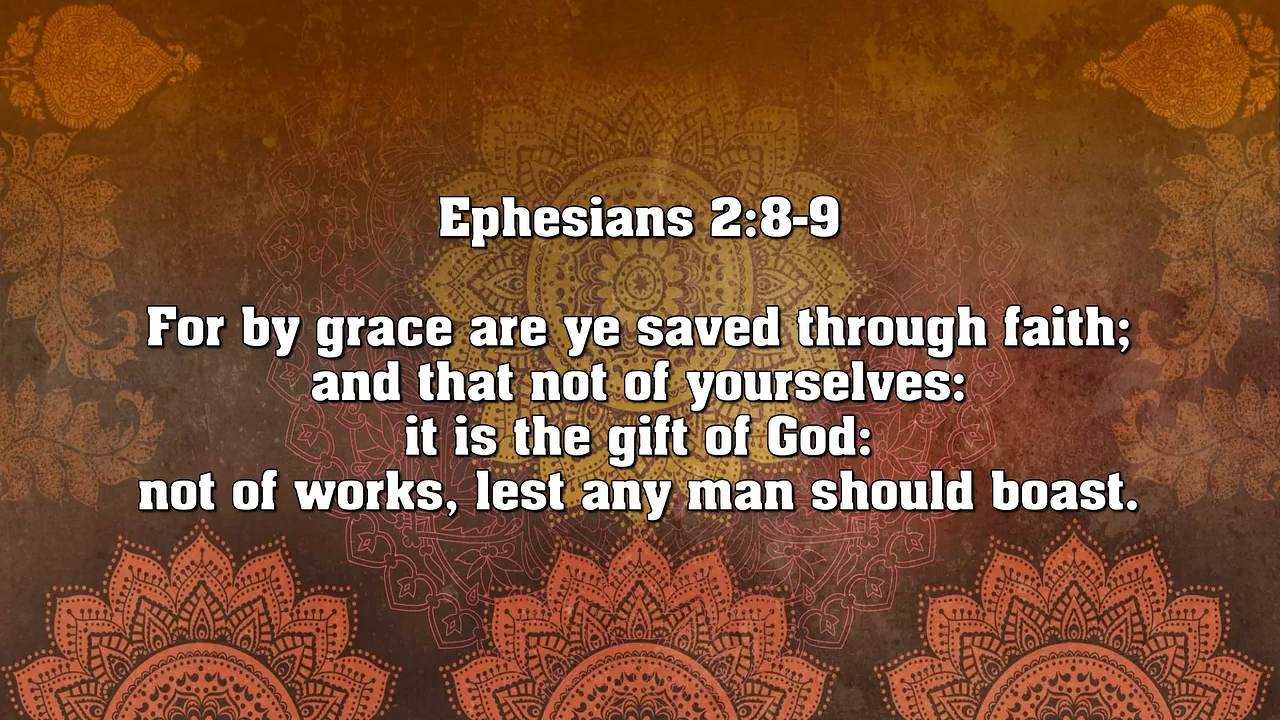 Ephesians 2:8-9
For by grace are ye saved through faith;
and that not of yourselves:
it is the gift of God:
not of works, lest any man should boast.